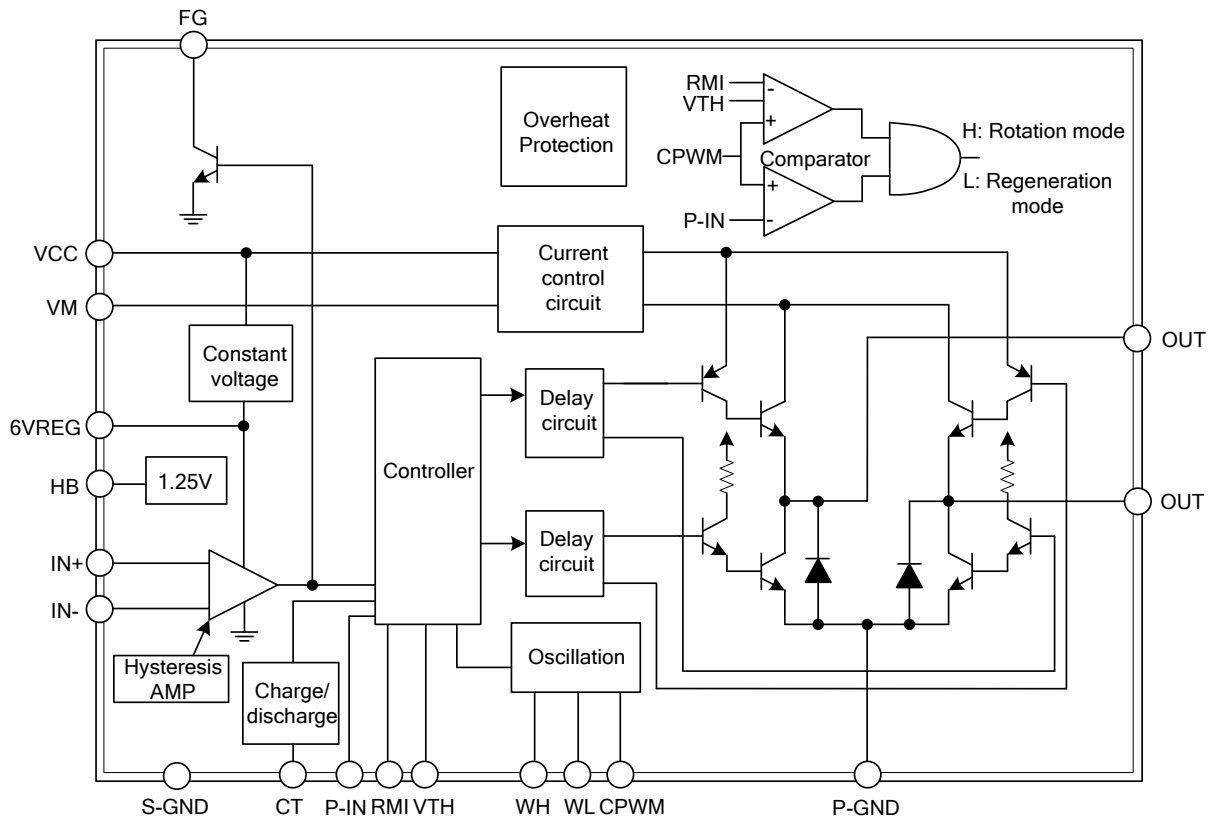 FG
Overheat
Protection
RMI
VTH
CPWM
P-IN
-
+
Comparator
+
-
H: Rotation mode
L: Regeneration
mode
VCC
VM
Current
control
circuit
Constant
voltage
OUT
6VREG
HB
1.25V
Controller
Delay
circuit
Delay
circuit
OUT
IN+
IN-
Hysteresis
AMP
Charge/
discharge
Oscillation
S-GND
CT
P-IN
RMI
VTH
WH
WL
CPWM
P-GND